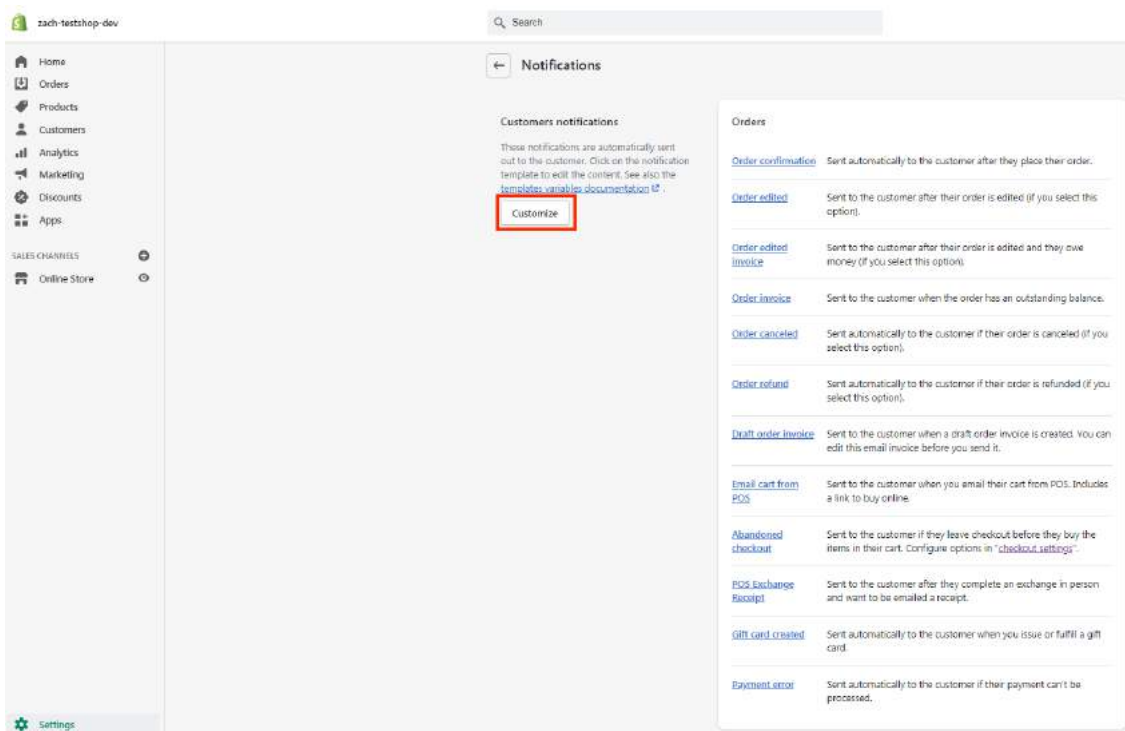 zach-testshop-dev
Search
Home
Orders
Products
Customers
Analytics
Marketing
Discounts
Apps
SALES CHANNELS
Online Store
Settings
Notifications
Customers notifications
These notifications are automatically sent
out to the customer. Click on the notification
template to edit the content. See also the
templates variables documentation .
Customize
Orders
Order confirmation Sent automatically to the customer after they place their order.
Order edited Sent to the customer after their order is edited (if you select this
option).
Order edited Sent to the customer after their order is edited and they owe
invoice money (if you select this option).
Order invoice Sent to the customer when the order has an outstanding balance.
Order canceled Sent automatically to the customer if their order is canceled (if you
select this option).
Order refund Sent automatically to the customer if their order is refunded (if you
select this option).
Draft order invoice Sent to the customer when a draft order invoice is created. You can
edit this email invoice before you send it.
Email cart from Sent to the customer when you email their cart from POS. Includes
POS a link to buy online.
Abandoned Sent to the customer if they leave checkout before they buy the
checkout items in their cart. Configure options in "checkout settings".
POS Exchange Sent to the customer after they complete an exchange in person
Receipt and want to be emailed a receipt.
Gift card created Sent automatically to the customer when you issue or fulfill a gift
card.
Payment error Sent automatically to the customer if their payment can't be
processed.